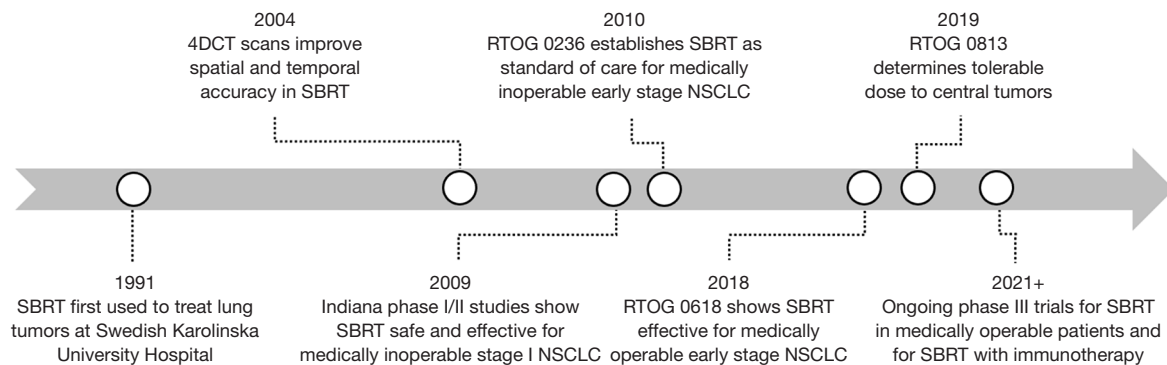 2004
4DCT scans improve
spatial and temporal
accuracy in SBRT
2010
RTOG 0236 establishes SBRT as
standard of care for medically
inoperable early stage NSCLC
2019
RTOG 0813
determines tolerable
dose to central tumors
1991
SBRT first used to treat lung
tumors at Swedish Karolinska
University Hospital
2009
Indiana phase I/II studies show
SBRT safe and effective for
medically inoperable stage I NSCLC
2018
RTOG 0618 shows SBRT
effective for medically
operable early stage NSCLC
2021+
Ongoing phase III trials for SBRT
in medically operable patients and
for SBRT with immunotherapy